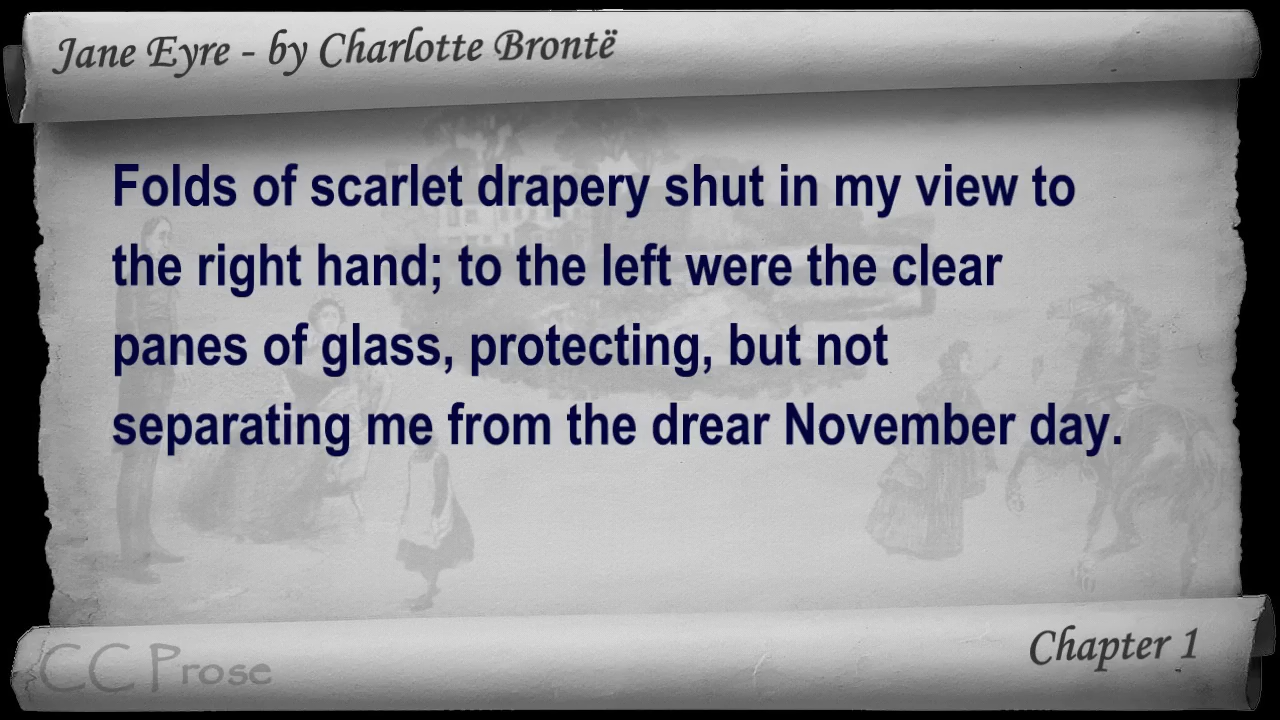 Jane Eyre - by Charlotte Brontë
Folds of scarlet drapery shut in my view to
the right hand; to the left were the clear
panes of glass, protecting, but not
separating me from the drear November day.
Chapter 1
CC Prose